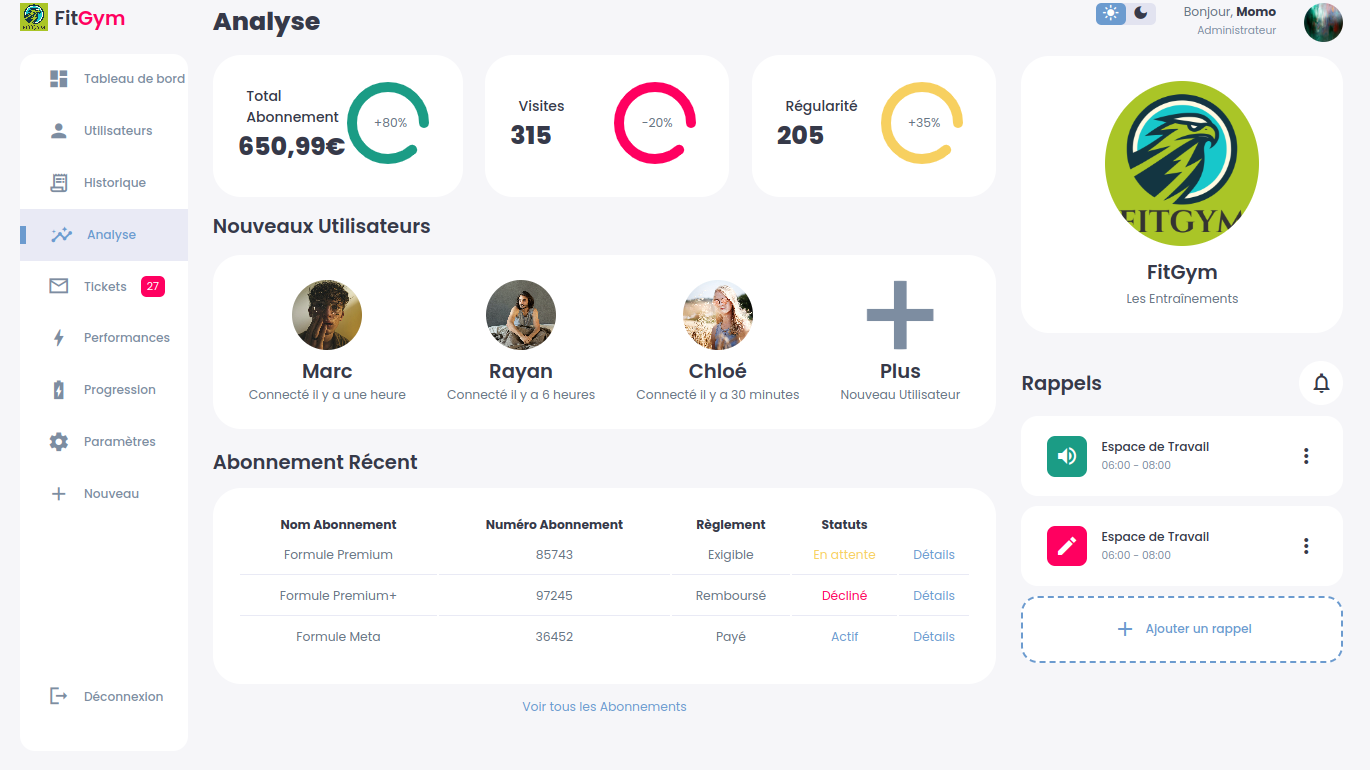 FitGym
Tableau de bord
Utilisateurs
Historique
Analyse
Tickets 27
Performances
Progression
Paramètres
Nouveau
Déconnexion
Analyse
Total
Abonnement
650,99€
+80%
Visites
315
-20%
Régularité
205
+35%
Nouveaux Utilisateurs
Marc
Connecté il y a une heure
Rayan
Connecté il y a 6 heures
Chloé
Connecté il y a 30 minutes
Plus
Nouveau Utilisateur
Abonnement Récent
Nom Abonnement Numéro Abonnement Règlement Statuts
Formule Premium 85743 Exigible En attente Détails
Formule Premium+ 97245 Remboursé Décliné Détails
Formule Meta 36452 Payé Actif Détails
Voir tous les Abonnements
Bonjour, Momo
Administrateur
FITGYM
FitGym
Les Entraînements
Rappels
Espace de Travail
06:00 - 08:00
Espace de Travail
06:00 - 08:00
Ajouter un rappel